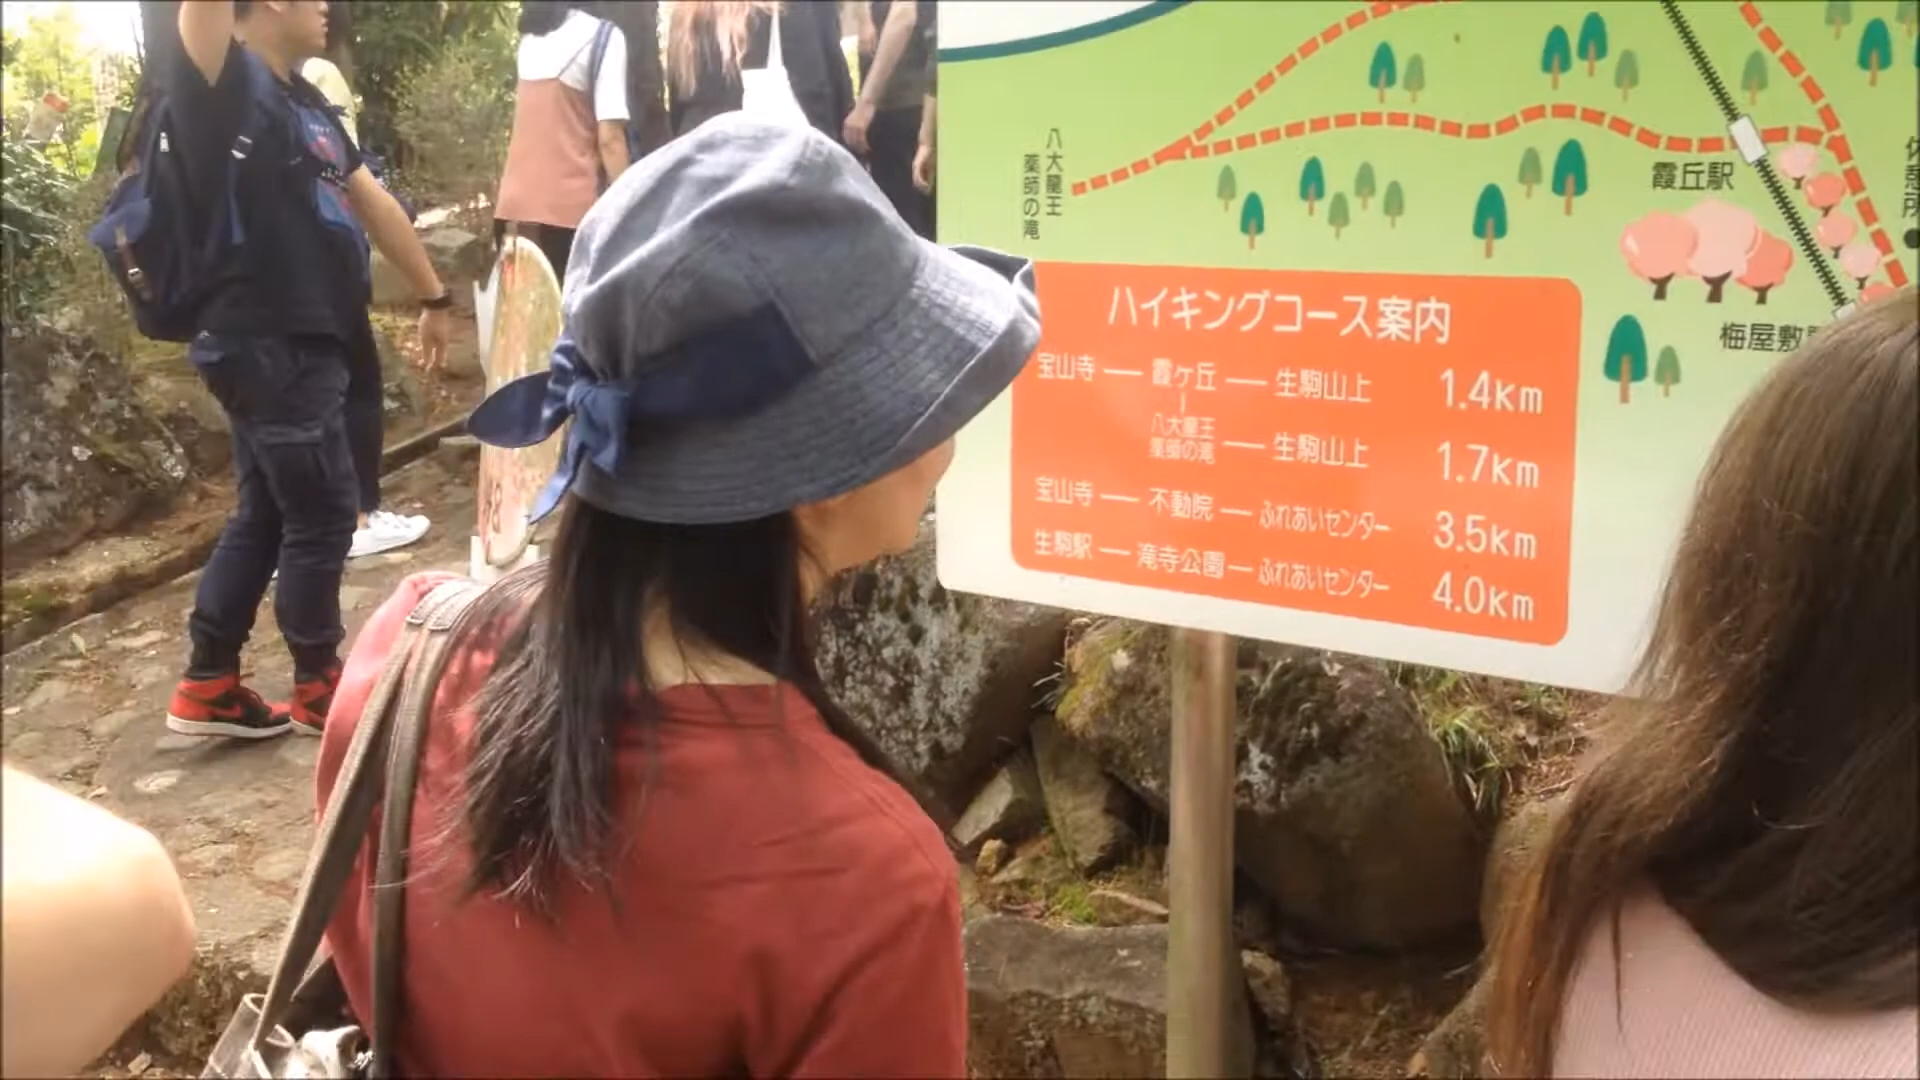 八大龍王
薬師の滝
霞丘駅
梅屋敷
休憩所
ハイキングコース案内
宝山寺 — 霞ヶ丘 — 生駒山上 1.4Km
八大龍王
薬師の滝 — 生駒山上 1.7Km
宝山寺 — 不動院 — ふれあいセンター 3.5Km
生駒駅 — 滝寺公園 — ふれあいセンター 4.0Km